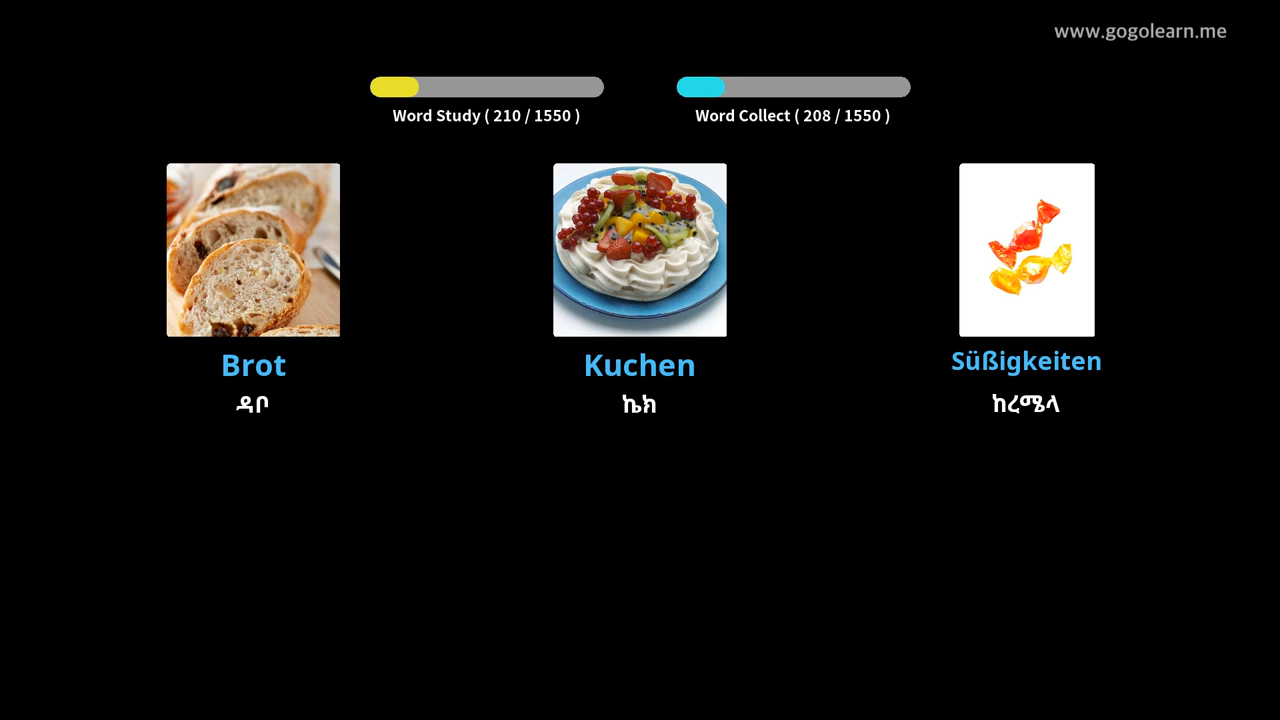 www.gogolearn.me
Word Study ( 210 / 1550 )
Word Collect ( 208 / 1550 )
Brot
Kuchen
Süßigkeiten
ዳቦ
ኬክ
ከረሜላ